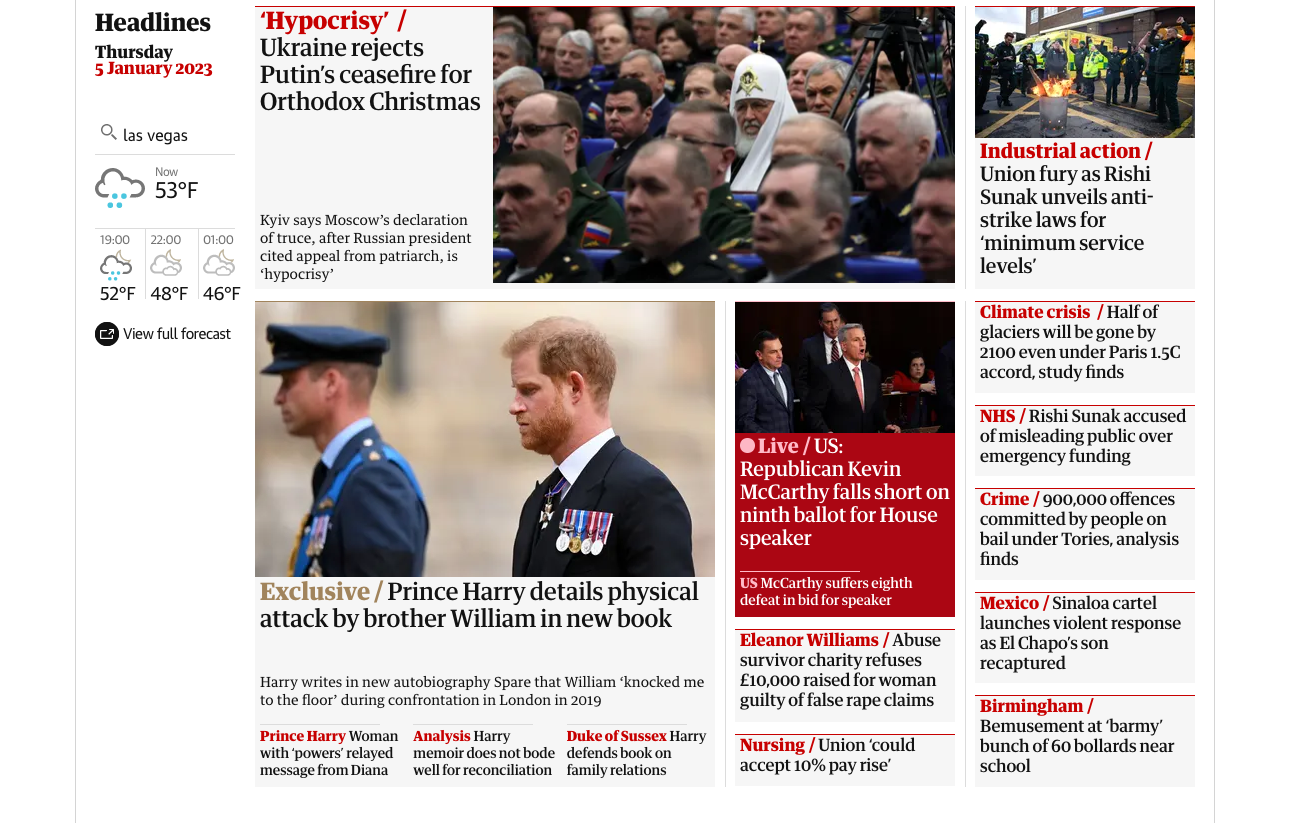 Headlines
Thursday
5 January 2023
las vegas
Now
53°F
19:00
52°F
22:00
48°F
01:00
46°F
View full forecast
‘Hypocrisy’ /
Ukraine rejects
Putin’s ceasefire for
Orthodox Christmas
Kyiv says Moscow’s declaration
of truce, after Russian president
cited appeal from patriarch, is
‘hypocrisy’
Industrial action /
Union fury as Rishi
Sunak unveils anti-
strike laws for
‘minimum service
levels’
Exclusive / Prince Harry details physical
attack by brother William in new book
Harry writes in new autobiography Spare that William ‘knocked me
to the floor’ during confrontation in London in 2019
Prince Harry Woman
with ‘powers’ relayed
message from Diana
Analysis Harry
memoir does not bode
well for reconciliation
Duke of Sussex Harry
defends book on
family relations
Live / US:
Republican Kevin
McCarthy falls short on
ninth ballot for House
speaker
US McCarthy suffers eighth
defeat in bid for speaker
Eleanor Williams / Abuse
survivor charity refuses
£10,000 raised for woman
guilty of false rape claims
Nursing / Union ‘could
accept 10% pay rise’
Climate crisis / Half of
glaciers will be gone by
2100 even under Paris 1.5C
accord, study finds
NHS / Rishi Sunak accused
of misleading public over
emergency funding
Crime / 900,000 offences
committed by people on
bail under Tories, analysis
finds
Mexico / Sinaloa cartel
launches violent response
as El Chapo’s son
recaptured
Birmingham /
Bemusement at ‘barmy’
bunch of 60 bollards near
school